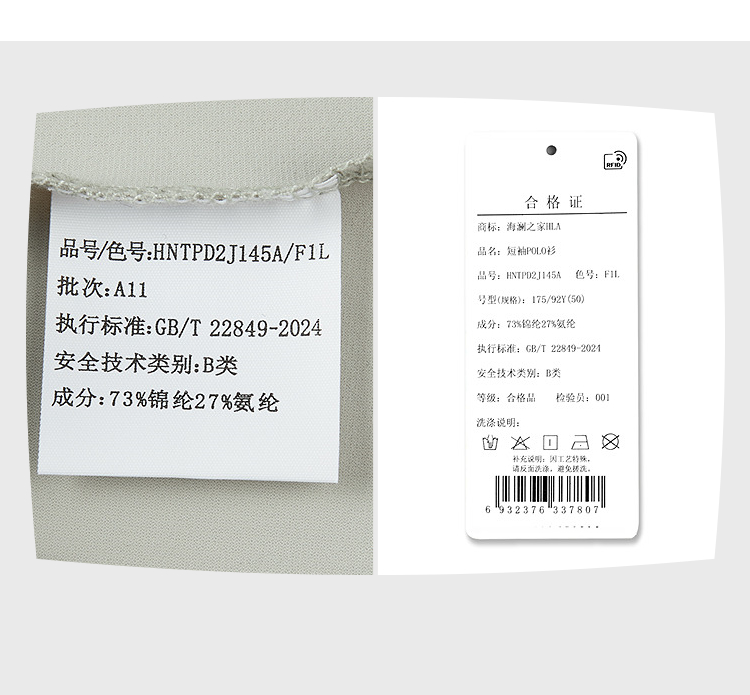 品号/色号:HNTPD2J145A/F1L
批次:A11
执行标准:GB/T 22849-2024
安全技术类别:B类
成分:73%锦纶27%氨纶
RFID
合格证
商标: 海澜之家HLA
品名: 短袖POLO衫
品号: HNTPD2J145A 色号: F1L
号型(规格): 175/92Y(50)
成分: 73%锦纶27%氨纶
执行标准: GB/T 22849-2024
安全技术类别: B类
等级: 合格品 检验员: 001
洗涤说明:
补充说明: 因工艺特殊,
请反面洗涤, 避免搓洗。
6 932376 337807